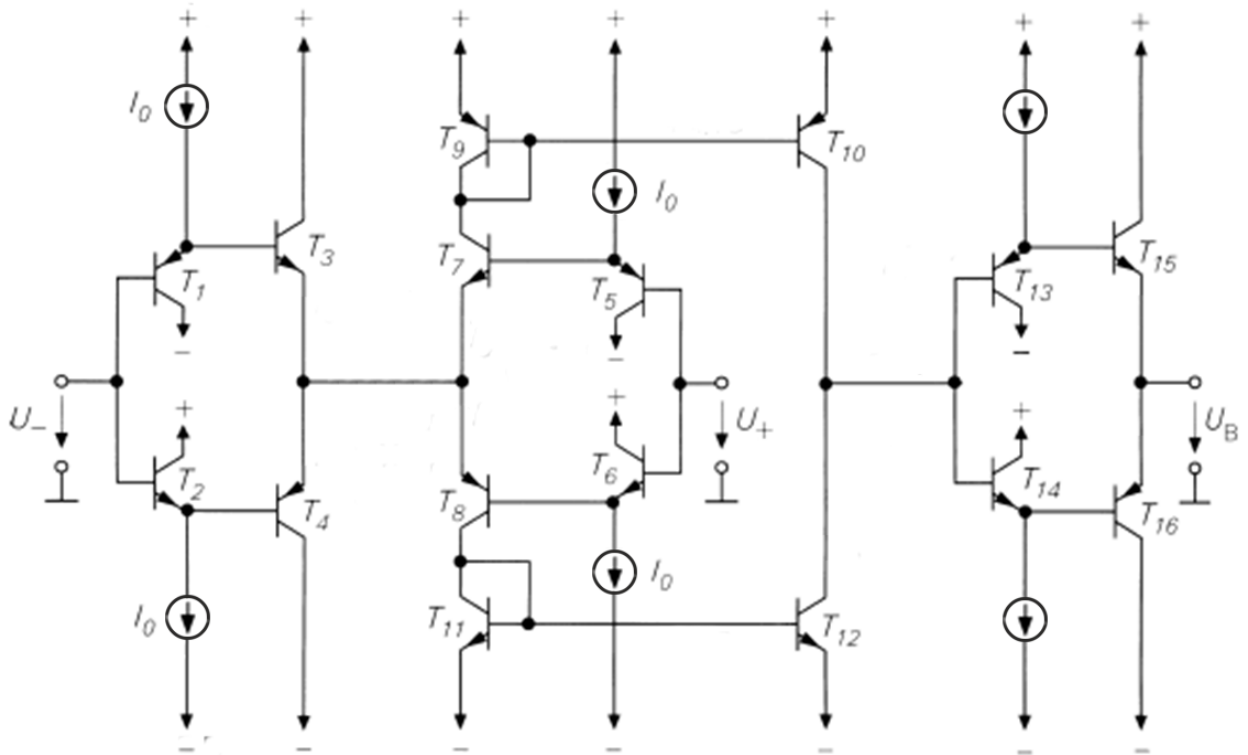 + + + + + + +
I0
T9
T10
I0
T3
T7
T15
T1
T5
T13
− − −
U− + + U+ + UB
T2
T6
T14
T8
T4
T16
I0
I0
T11
T12
− − − − − − −